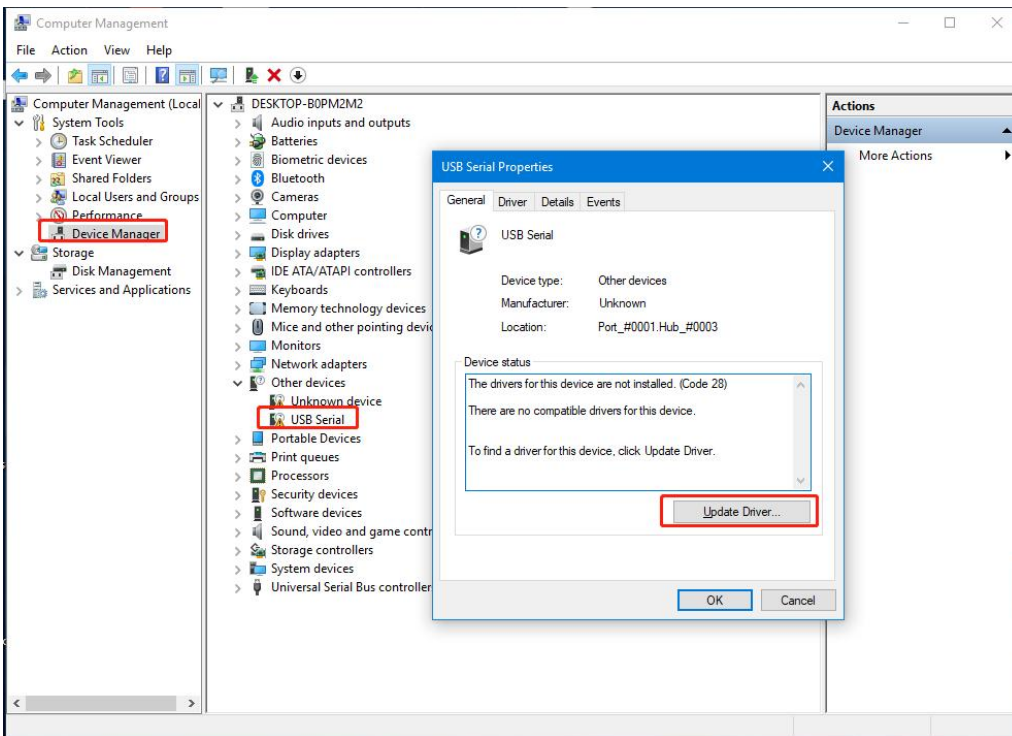 Computer Management
File Action View Help
Computer Management (Local
System Tools
Task Scheduler
Event Viewer
Shared Folders
Local Users and Groups
Performance
Device Manager
Storage
Disk Management
Services and Applications
DESKTOP-B0PM2M2
Audio inputs and outputs
Batteries
Biometric devices
Bluetooth
Cameras
Computer
Disk drives
Display adapters
IDE ATA/ATAPI controllers
Keyboards
Memory technology devices
Mice and other pointing devic
Monitors
Network adapters
Other devices
Unknown device
USB Serial
Portable Devices
Print queues
Processors
Security devices
Software devices
Sound, video and game contr
Storage controllers
System devices
Universal Serial Bus controller
USB Serial Properties
General Driver Details Events
USB Serial
Device type: Other devices
Manufacturer: Unknown
Location: Port_#0001.Hub_#0003
Device status
The drivers for this device are not installed. (Code 28)
There are no compatible drivers for this device.
To find a driver for this device, click Update Driver.
Update Driver...
OK Cancel
Actions
Device Manager
More Actions